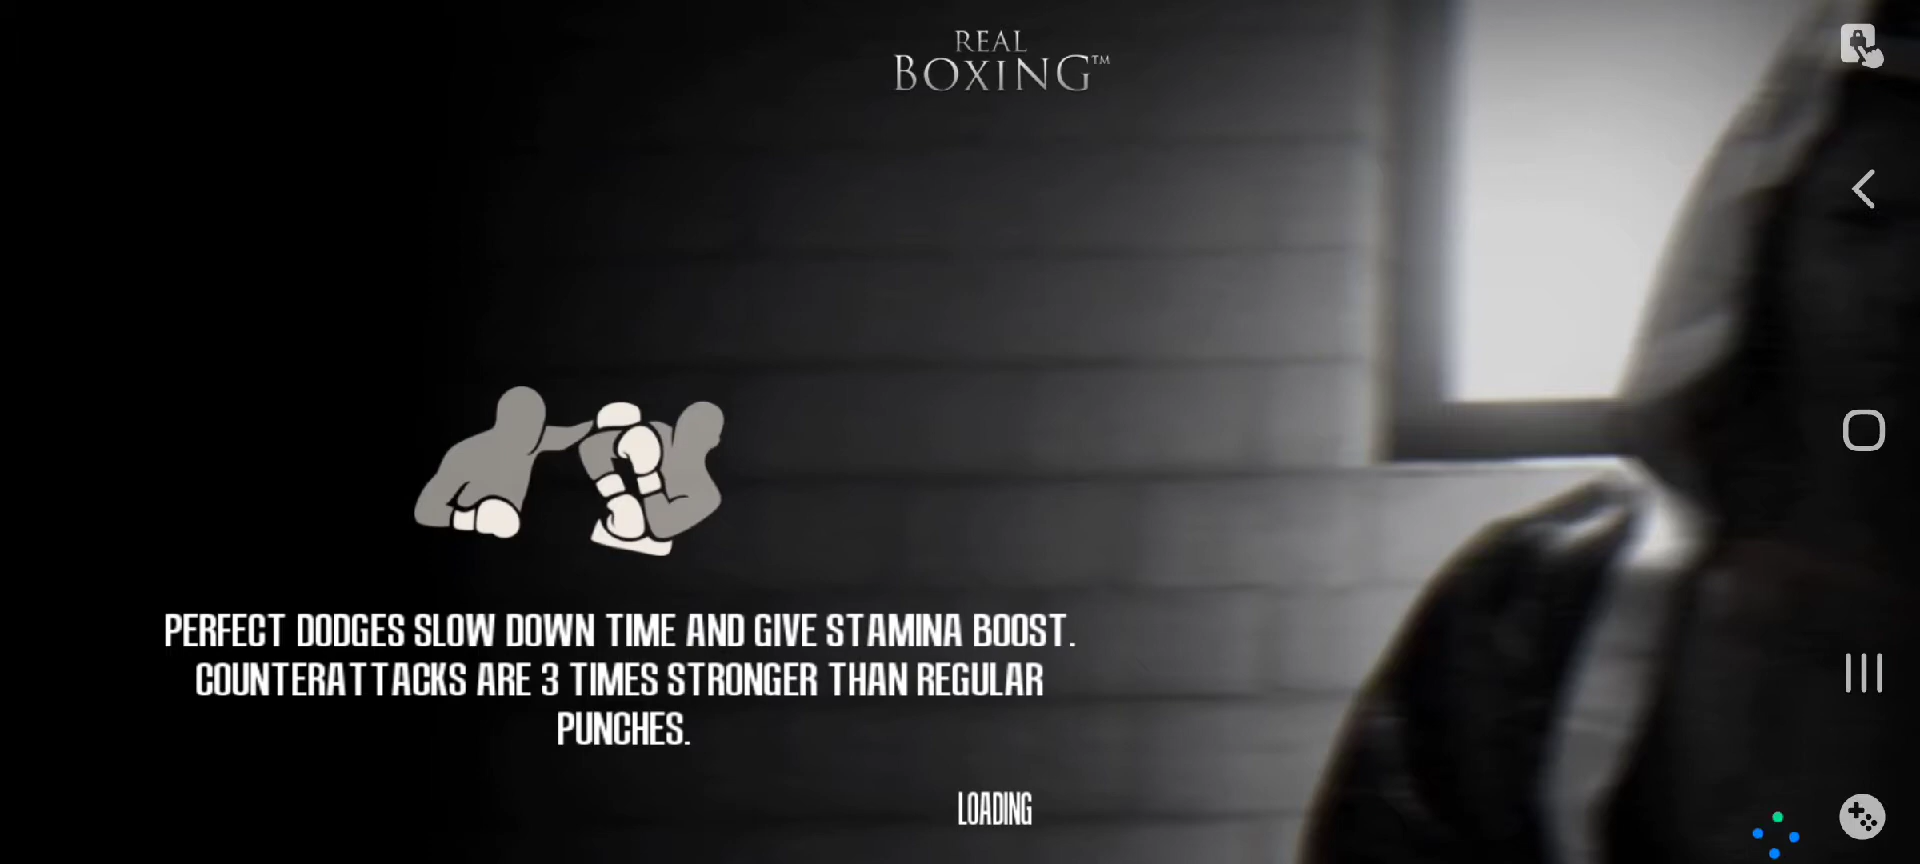 REAL
BOXING™
PERFECT DODGES SLOW DOWN TIME AND GIVE STAMINA BOOST.
COUNTERATTACKS ARE 3 TIMES STRONGER THAN REGULAR
PUNCHES.
LOADING